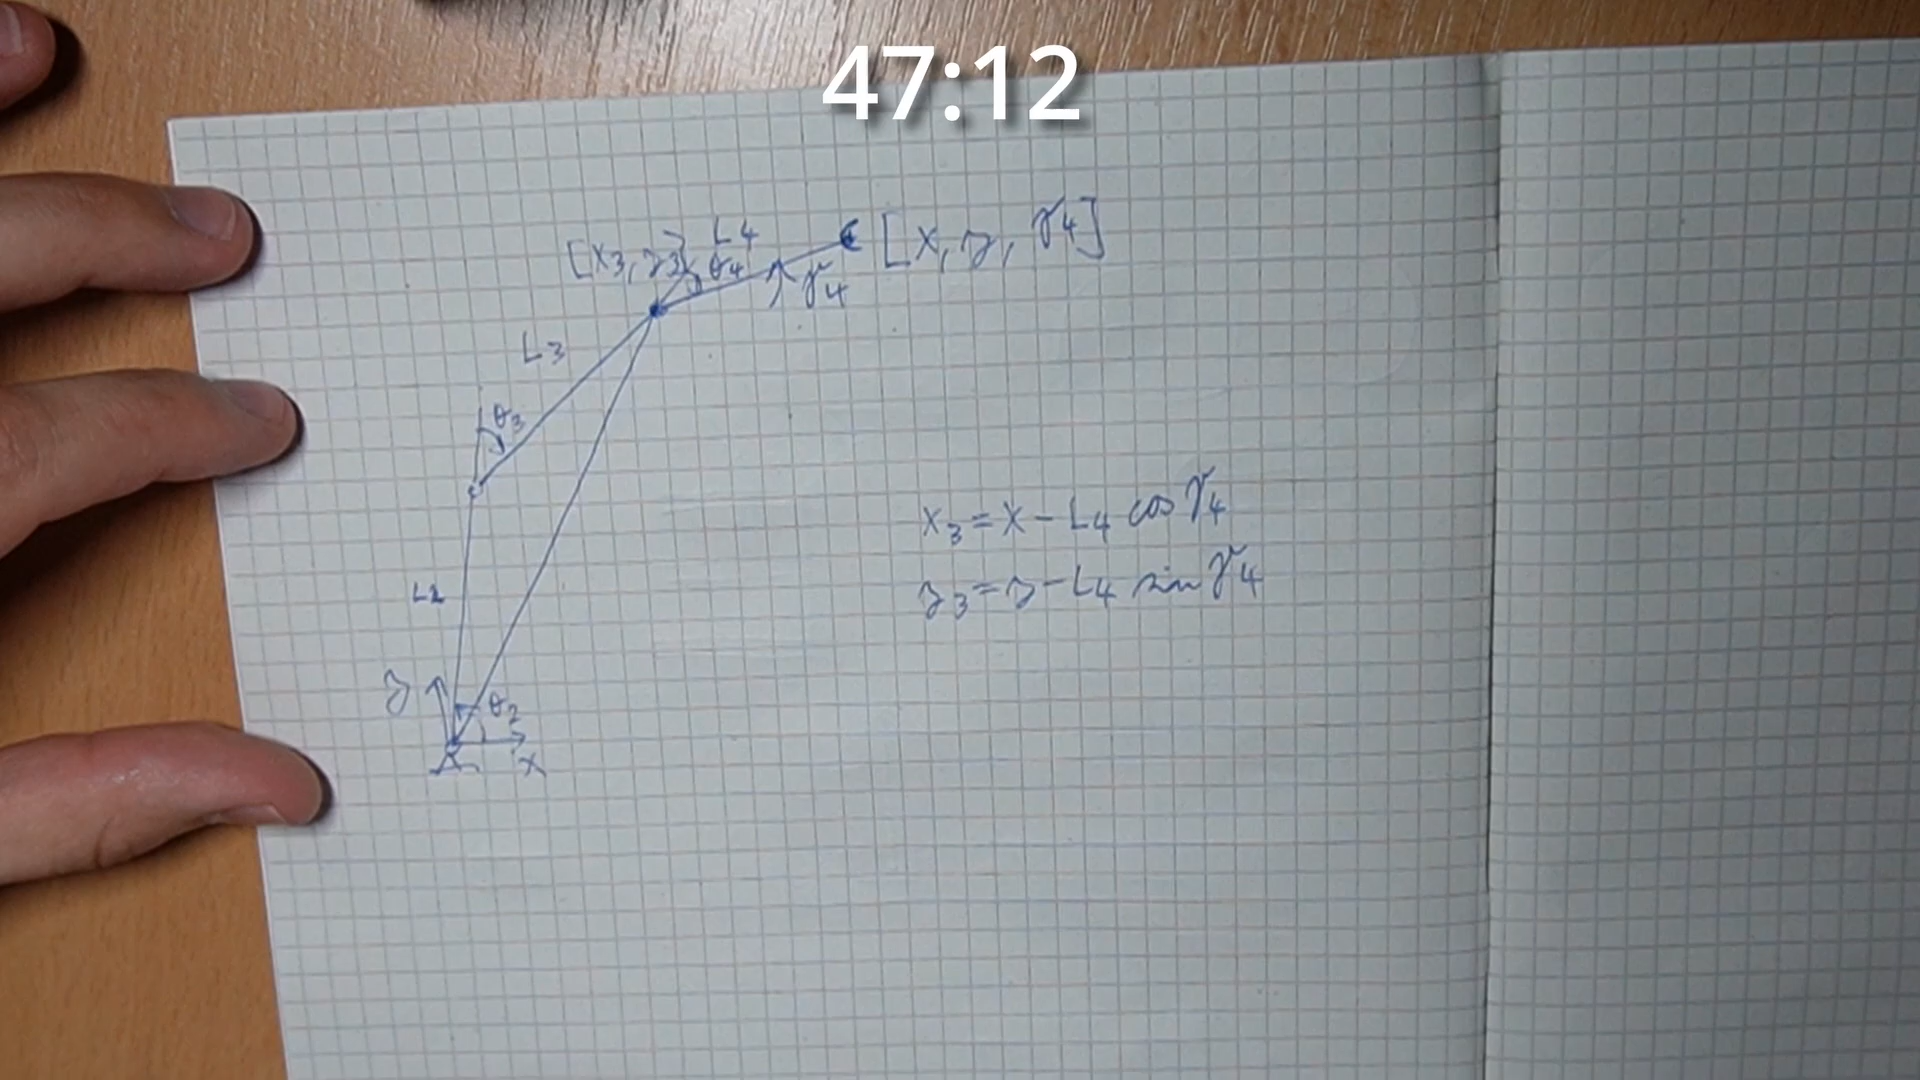 47:12
L4
[x3, y3] θ4 [x, y, γ4]
γ4
L3
θ3
x3 = x - L4 cos γ4
y3 = y - L4 sin γ4
L2
y θ2
x